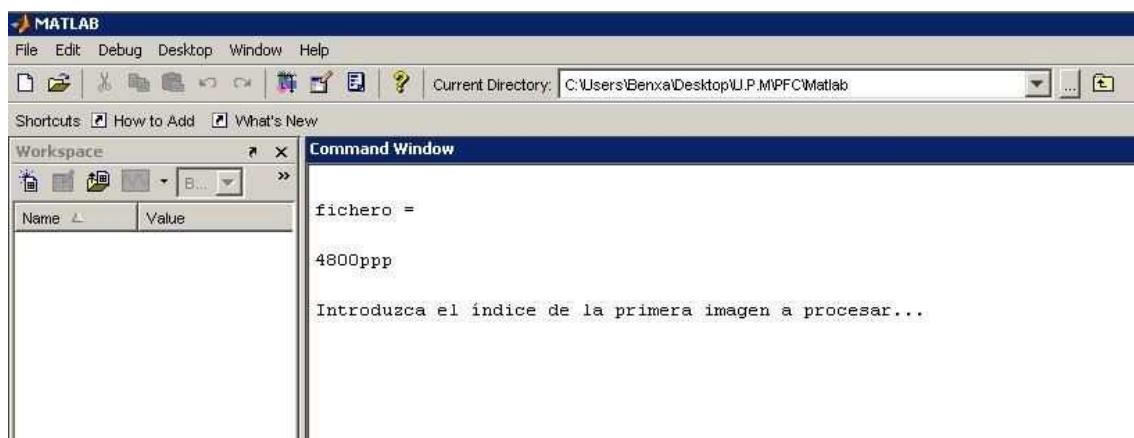 MATLAB
File Edit Debug Desktop Window Help
Current Directory: C:\Users\Benxa\Desktop\U.P.M\PFC\Matlab
Shortcuts How to Add What's New
Workspace
Command Window
B...
Name Value
fichero =
4800ppp
Introduzca el índice de la primera imagen a procesar...